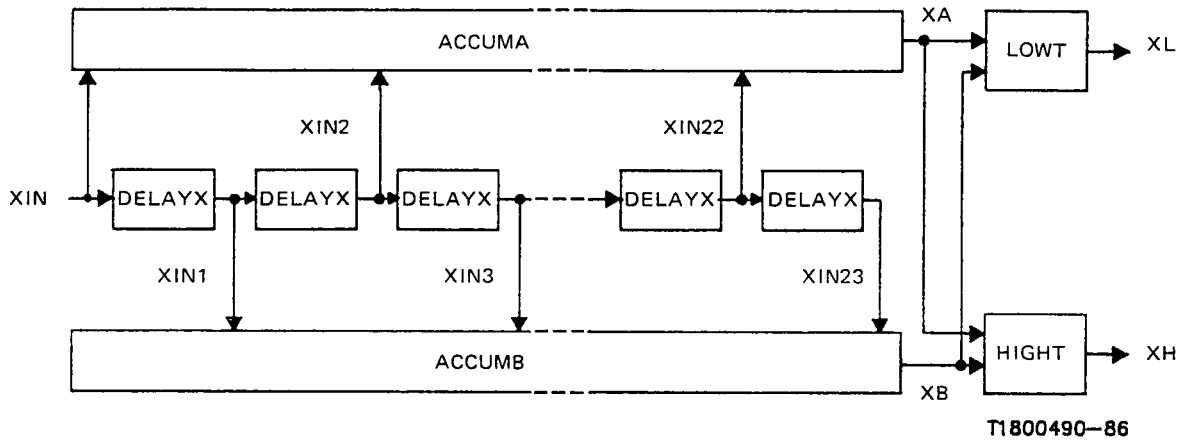 XA
ACCUMA
LOWT
XL
XIN2
XIN22
XIN
DELAYX
DELAYX
DELAYX
DELAYX
DELAYX
XIN1
XIN3
XIN23
ACCUMB
HIGHT
XH
XB
T1800490-86